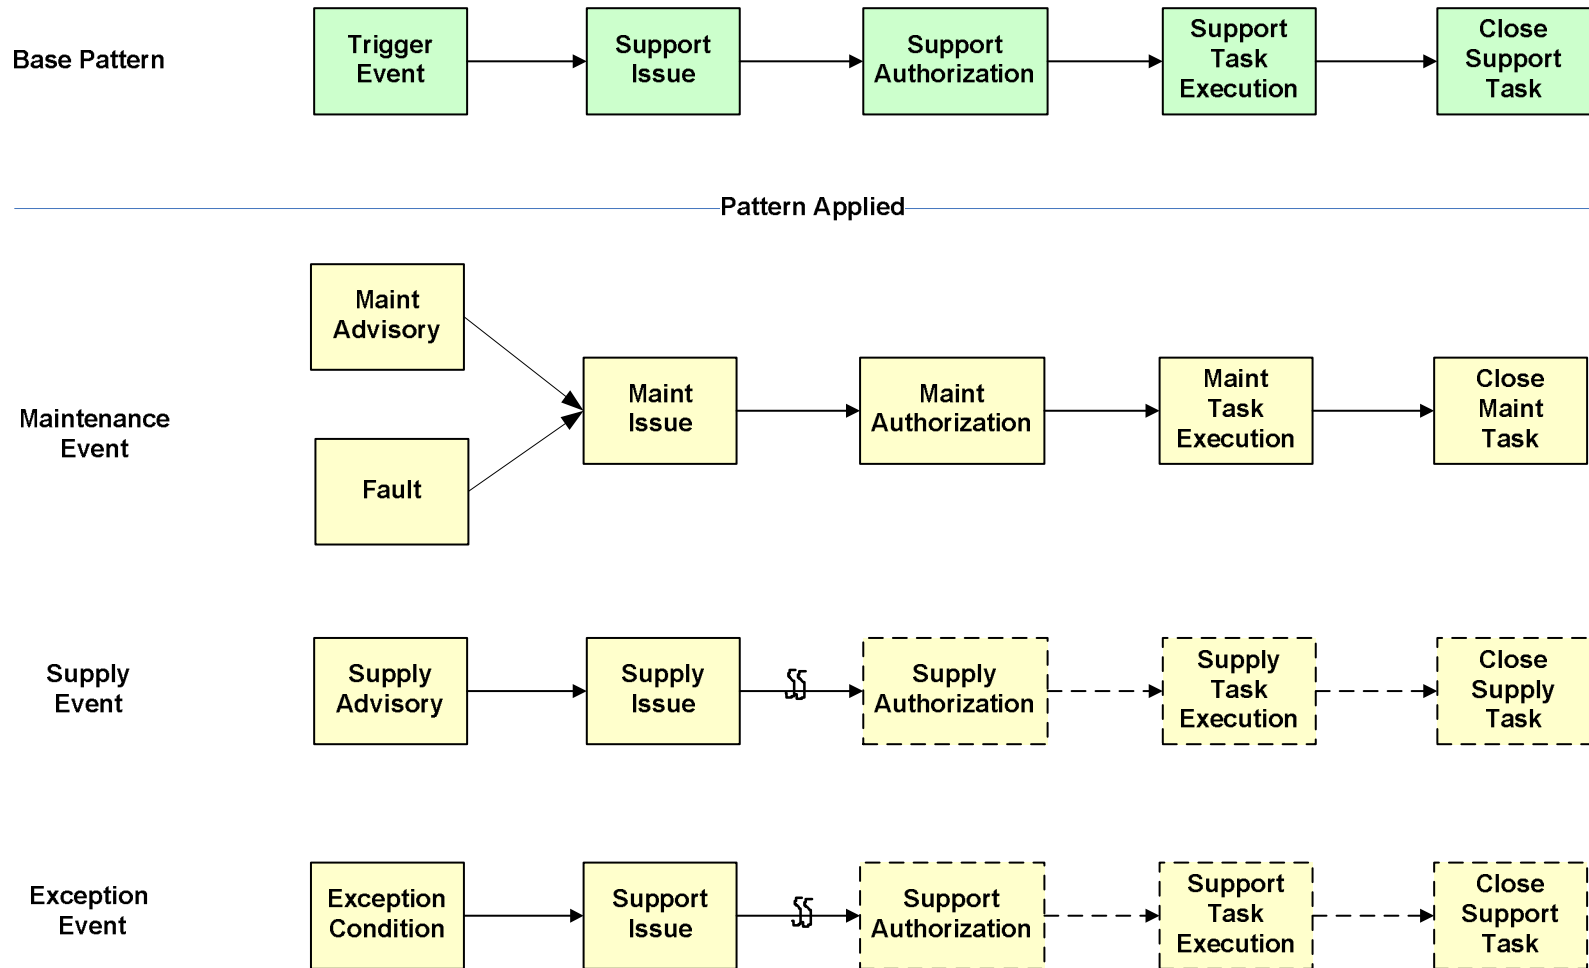 Base Pattern
Trigger
Event
Support
Issue
Support
Authorization
Support
Task
Execution
Close
Support
Task
Pattern Applied
Maintenance
Event
Maint
Advisory
Fault
Maint
Issue
Maint
Authorization
Maint
Task
Execution
Close
Maint
Task
Supply
Event
Supply
Advisory
Supply
Issue
Supply
Authorization
Supply
Task
Execution
Close
Supply
Task
Exception
Event
Exception
Condition
Support
Issue
Support
Authorization
Support
Task
Execution
Close
Support
Task